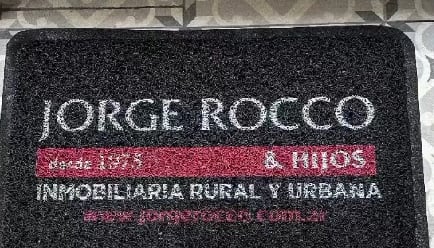 JORGE ROCCO
desde 1975 & HIJOS
INMOBILIARIA RURAL Y URBANA
www.jorgerocco.com.ar